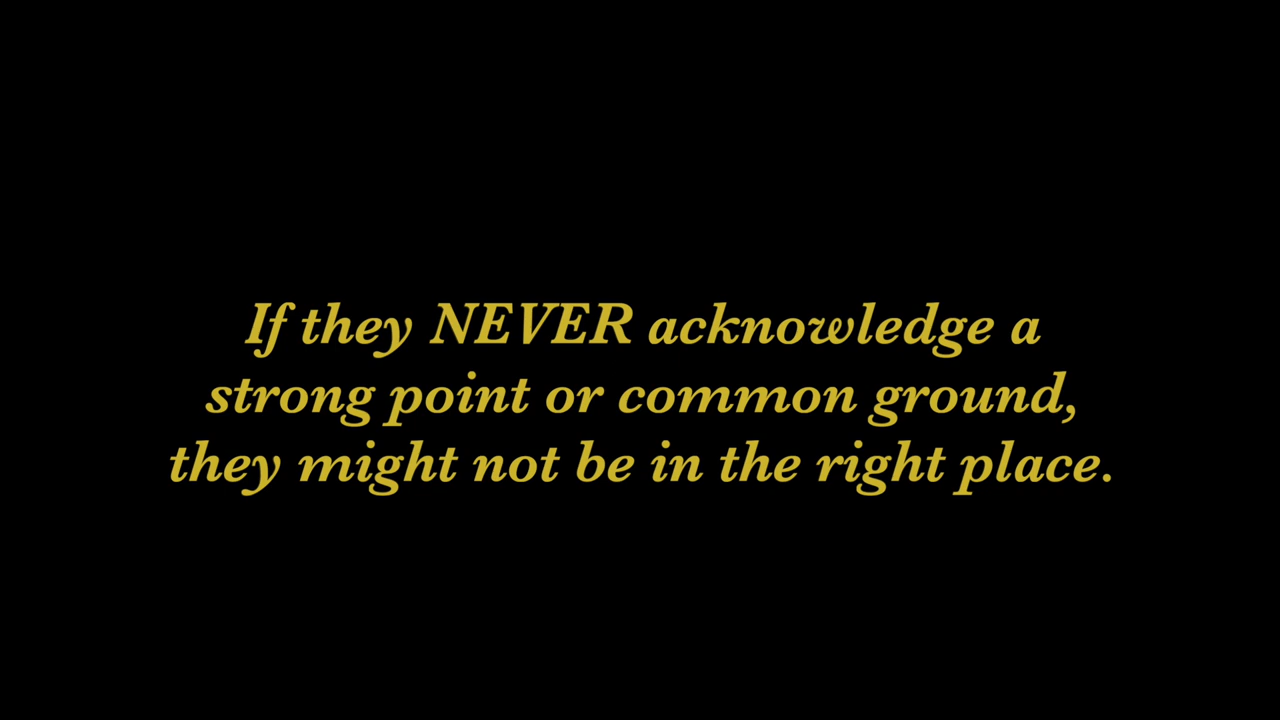 If they NEVER acknowledge a
strong point or common ground,
they might not be in the right place.